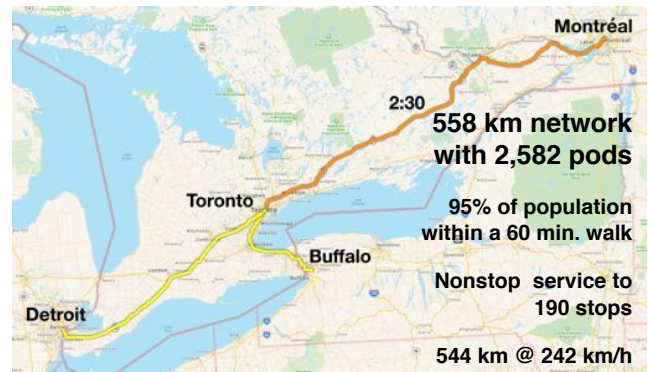 Montréal
2:30
558 km network
with 2,582 pods
Toronto
95% of population
within a 60 min. walk
Buffalo
Nonstop service to
190 stops
Detroit
544 km @ 242 km/h